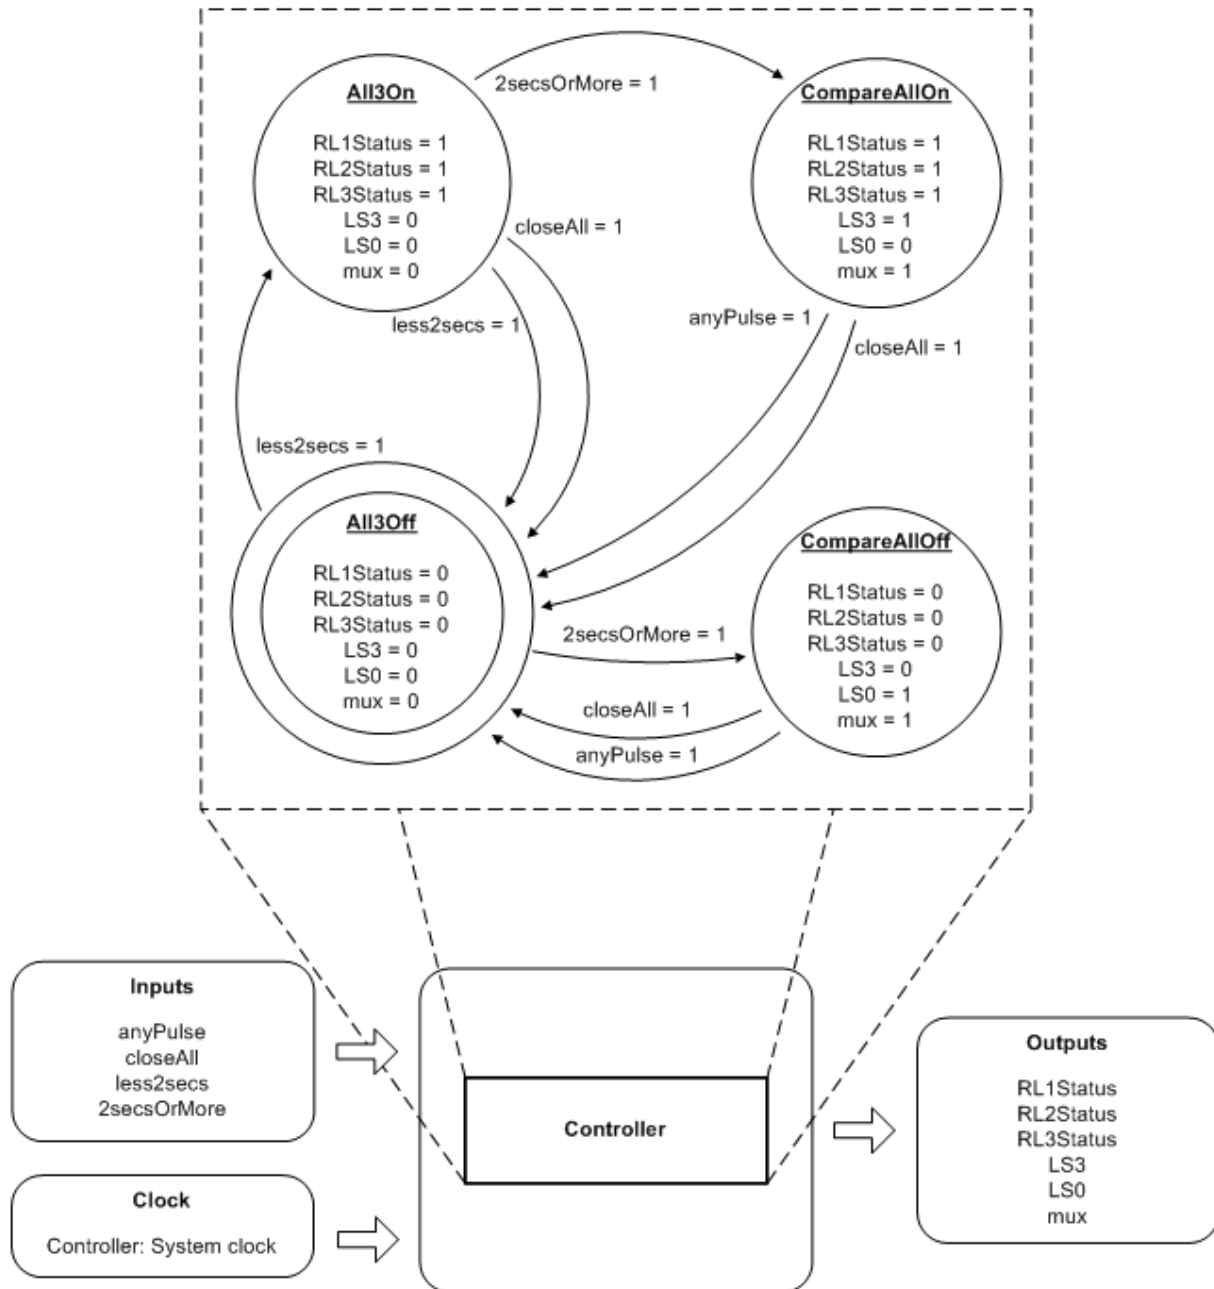 All3On
RL1Status = 1
RL2Status = 1
RL3Status = 1
LS3 = 0
LS0 = 0
mux = 0
2secsOrMore = 1
CompareAllOn
RL1Status = 1
RL2Status = 1
RL3Status = 1
LS3 = 1
LS0 = 0
mux = 1
closeAll = 1
less2secs = 1
anyPulse = 1
closeAll = 1
less2secs = 1
All3Off
RL1Status = 0
RL2Status = 0
RL3Status = 0
LS3 = 0
LS0 = 0
mux = 0
CompareAllOff
RL1Status = 0
RL2Status = 0
RL3Status = 0
LS3 = 0
LS0 = 1
mux = 1
2secsOrMore = 1
closeAll = 1
anyPulse = 1
Inputs
anyPulse
closeAll
less2secs
2secsOrMore
Clock
Controller: System clock
Controller
Outputs
RL1Status
RL2Status
RL3Status
LS3
LS0
mux